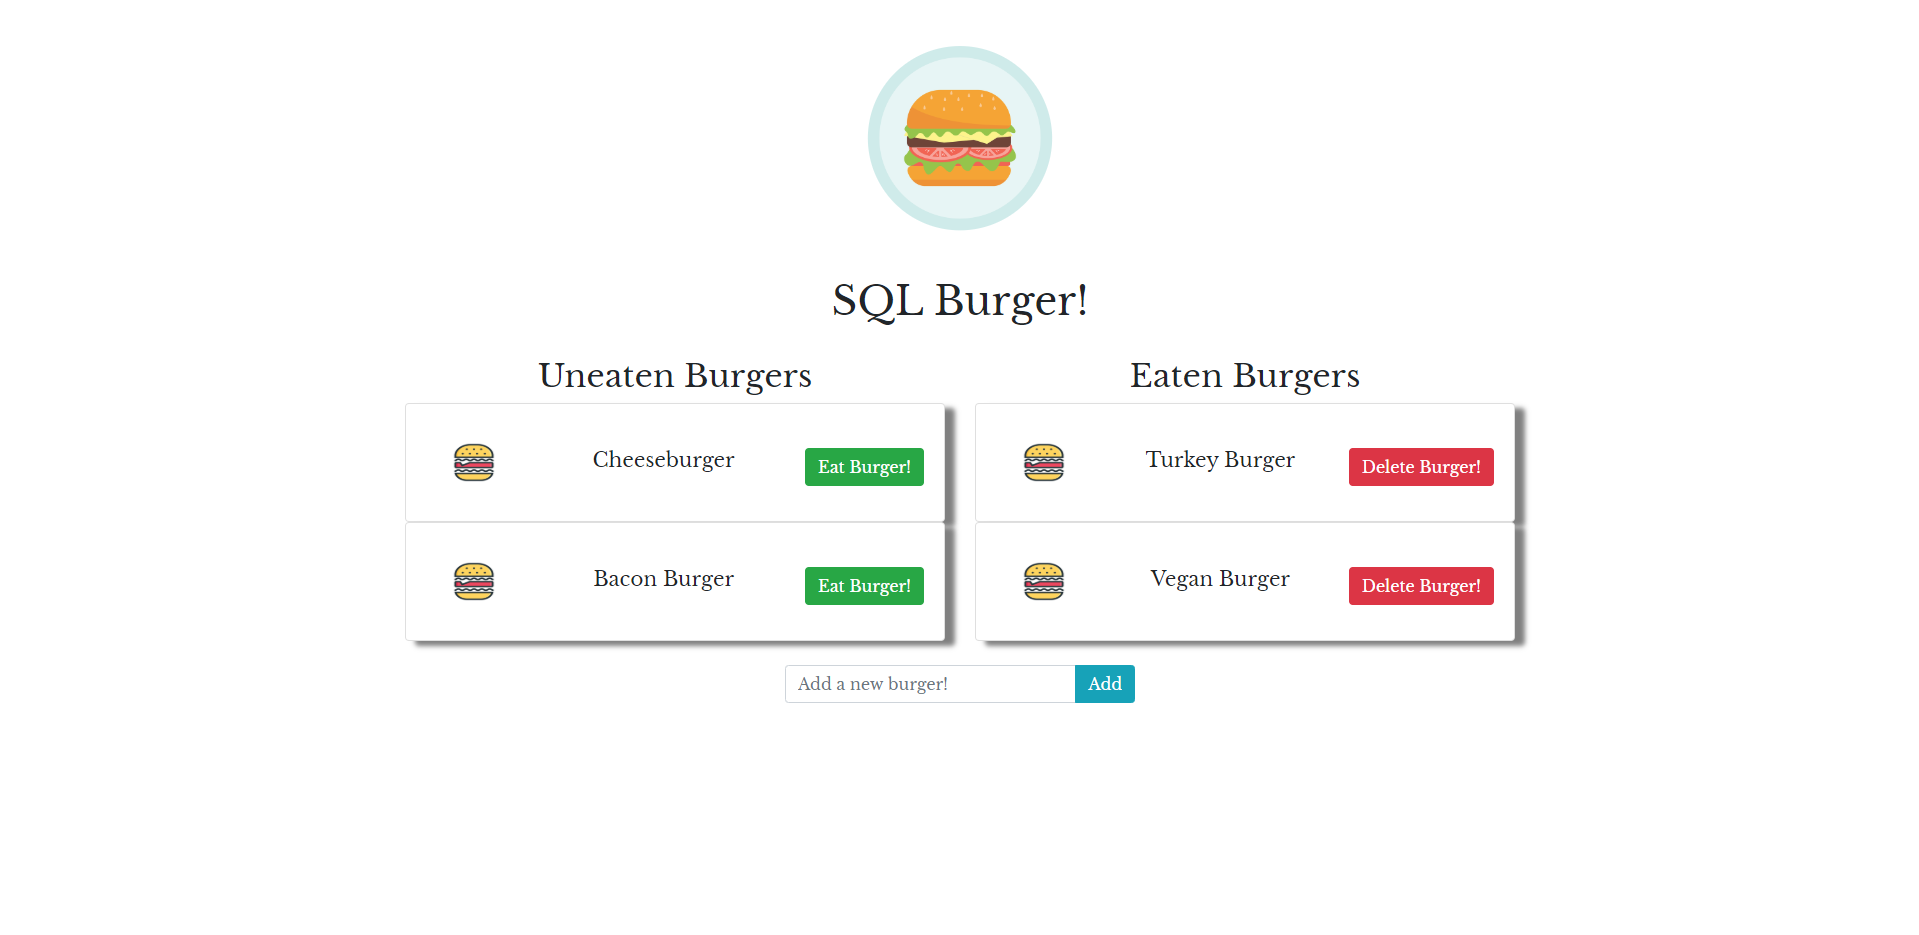 SQL Burger!
Uneaten Burgers
Cheeseburger
Eat Burger!
Bacon Burger
Eat Burger!
Eaten Burgers
Turkey Burger
Delete Burger!
Vegan Burger
Delete Burger!
Add a new burger!
Add